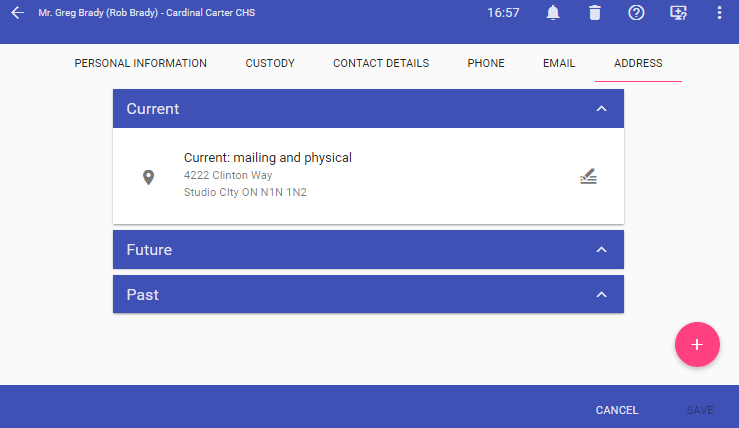 Mr. Greg Brady (Rob Brady) - Cardinal Carter CHS 16:57
PERSONAL INFORMATION CUSTODY CONTACT DETAILS PHONE EMAIL ADDRESS
Current
Current: mailing and physical
4222 Clinton Way
Studio CIty ON N1N 1N2
Future
Past
CANCEL SAVE